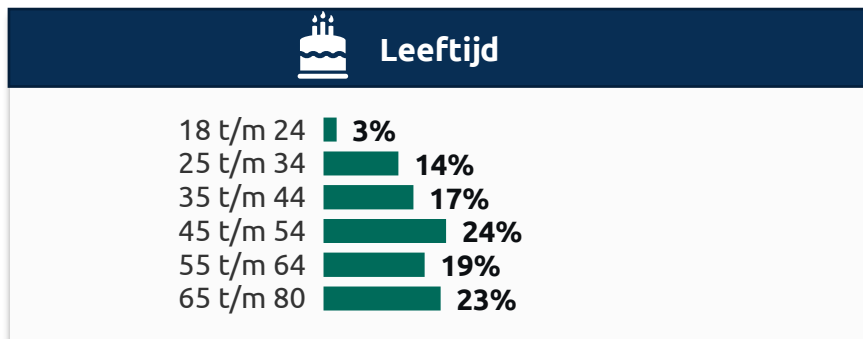 Leeftijd
18 t/m 24 3%
25 t/m 34 14%
35 t/m 44 17%
45 t/m 54 24%
55 t/m 64 19%
65 t/m 80 23%